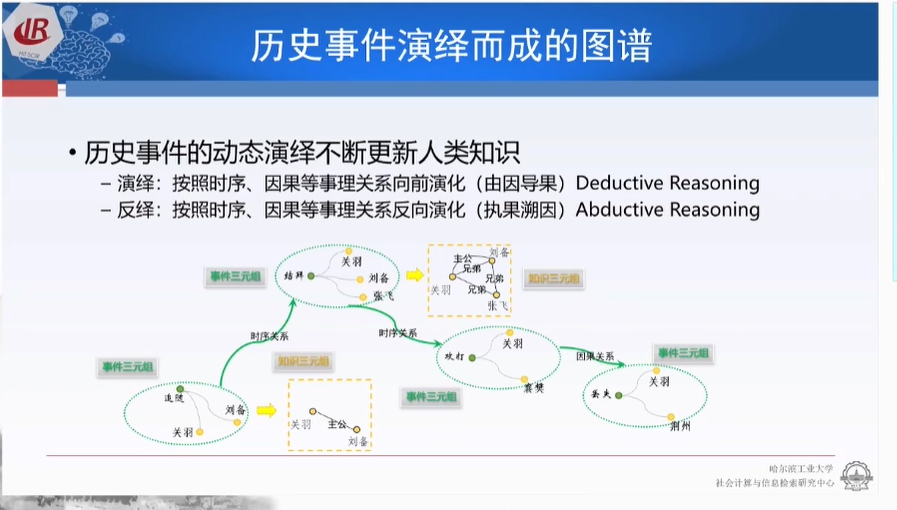 历史事件演绎而成的图谱
• 历史事件的动态演绎不断更新人类知识
– 演绎：按照时序、因果等事理关系向前演化（由因导果）Deductive Reasoning
– 反绎：按照时序、因果等事理关系反向演化（执果溯因）Abductive Reasoning
事件三元组
结拜
关羽
刘备
张飞
主公
刘备
兄弟
兄弟
关羽
兄弟
张飞
知识三元组
时序关系
时序关系
事件三元组
知识三元组
追随
刘备
关羽
关羽
主公
刘备
攻打
关羽
襄樊
事件三元组
因果关系
事件三元组
丢失
关羽
荆州
哈尔滨工业大学
社会计算与信息检索研究中心